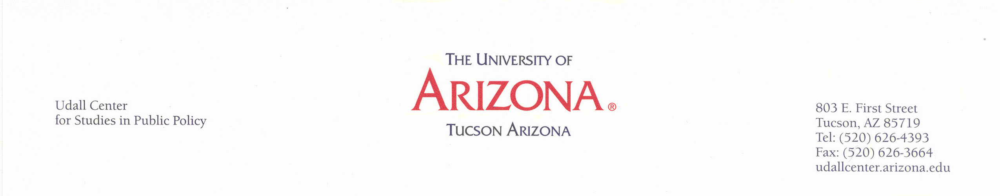 Udall Center
for Studies in Public Policy
THE UNIVERSITY OF
ARIZONA®
TUCSON ARIZONA
803 E. First Street
Tucson, AZ 85719
Tel: (520) 626-4393
Fax: (520) 626-3664
udallcenter.arizona.edu